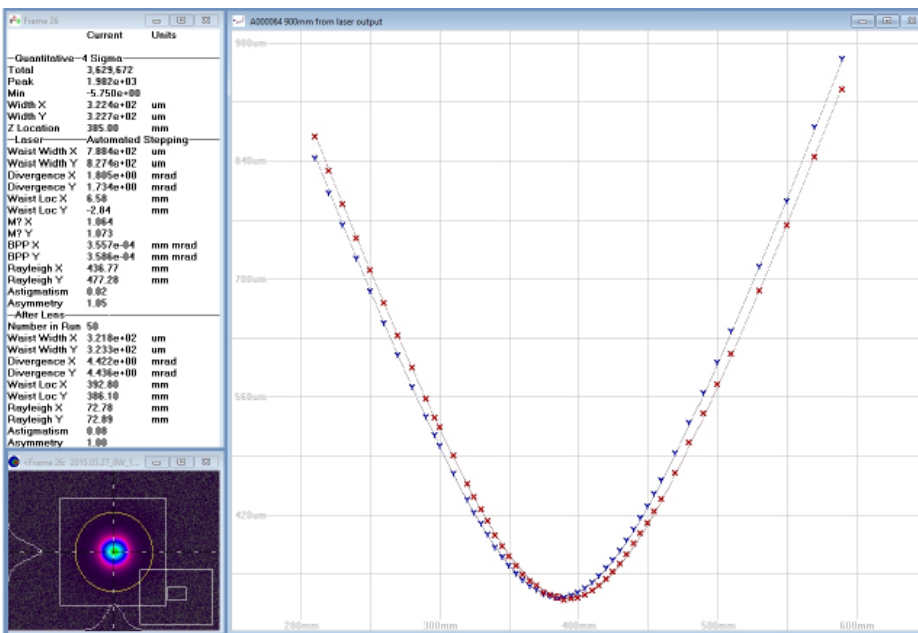 Frame 26
Current Units
Quantitative-4 Sigma
Total 3,629,672
Peak 1.982e+03
Min -5.750e+00
Width X 3.224e+02 um
Width Y 3.227e+02 um
Z Location 385.00 mm
Laser Automated Stepping
Waist Width X 7.884e+02 um
Waist Width Y 8.274e+02 um
Divergence X 1.805e+00 mrad
Divergence Y 1.734e+00 mrad
Waist Loc X 6.58 mm
Waist Loc Y -2.84 mm
M? X 1.064
M? Y 1.073
BPP X 3.557e-04 mm mrad
BPP Y 3.586e-04 mm mrad
Rayleigh X 436.77 mm
Rayleigh Y 477.28 mm
Astigmatism 0.02
Asymmetry 1.05
After Lens
Number in Run 50
Waist Width X 3.218e+02 um
Waist Width Y 3.233e+02 um
Divergence X 4.422e+00 mrad
Divergence Y 4.436e+00 mrad
Waist Loc X 392.80 mm
Waist Loc Y 386.10 mm
Rayleigh X 72.78 mm
Rayleigh Y 72.89 mm
Astigmatism 0.08
Asymmetry 1.00
<Frame 26: 2015.03.27_0W_1...
A000064 900mm from laser output
980um
840um
700um
560um
420um
200mm 300mm 400mm 500mm 600mm